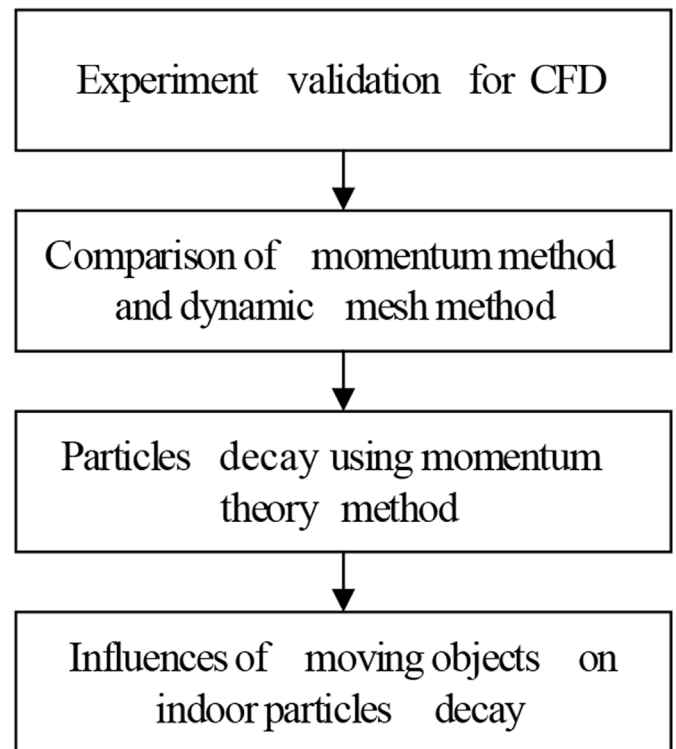 Experiment validation for CFD
Comparison of momentum method
and dynamic mesh method
Particles decay using momentum
theory method
Influences of moving objects on
indoor particles decay